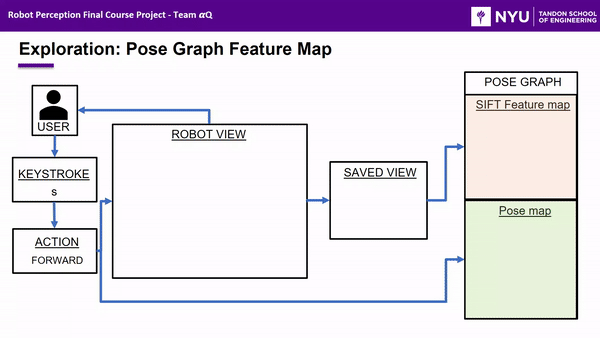 Robot Perception Final Course Project - Team αQ
NYU
TANDON SCHOOL
OF ENGINEERING
Exploration: Pose Graph Feature Map
USER
KEYSTROKE
s
ACTION
FORWARD
ROBOT VIEW
SAVED VIEW
POSE GRAPH
SIFT Feature map
Pose map